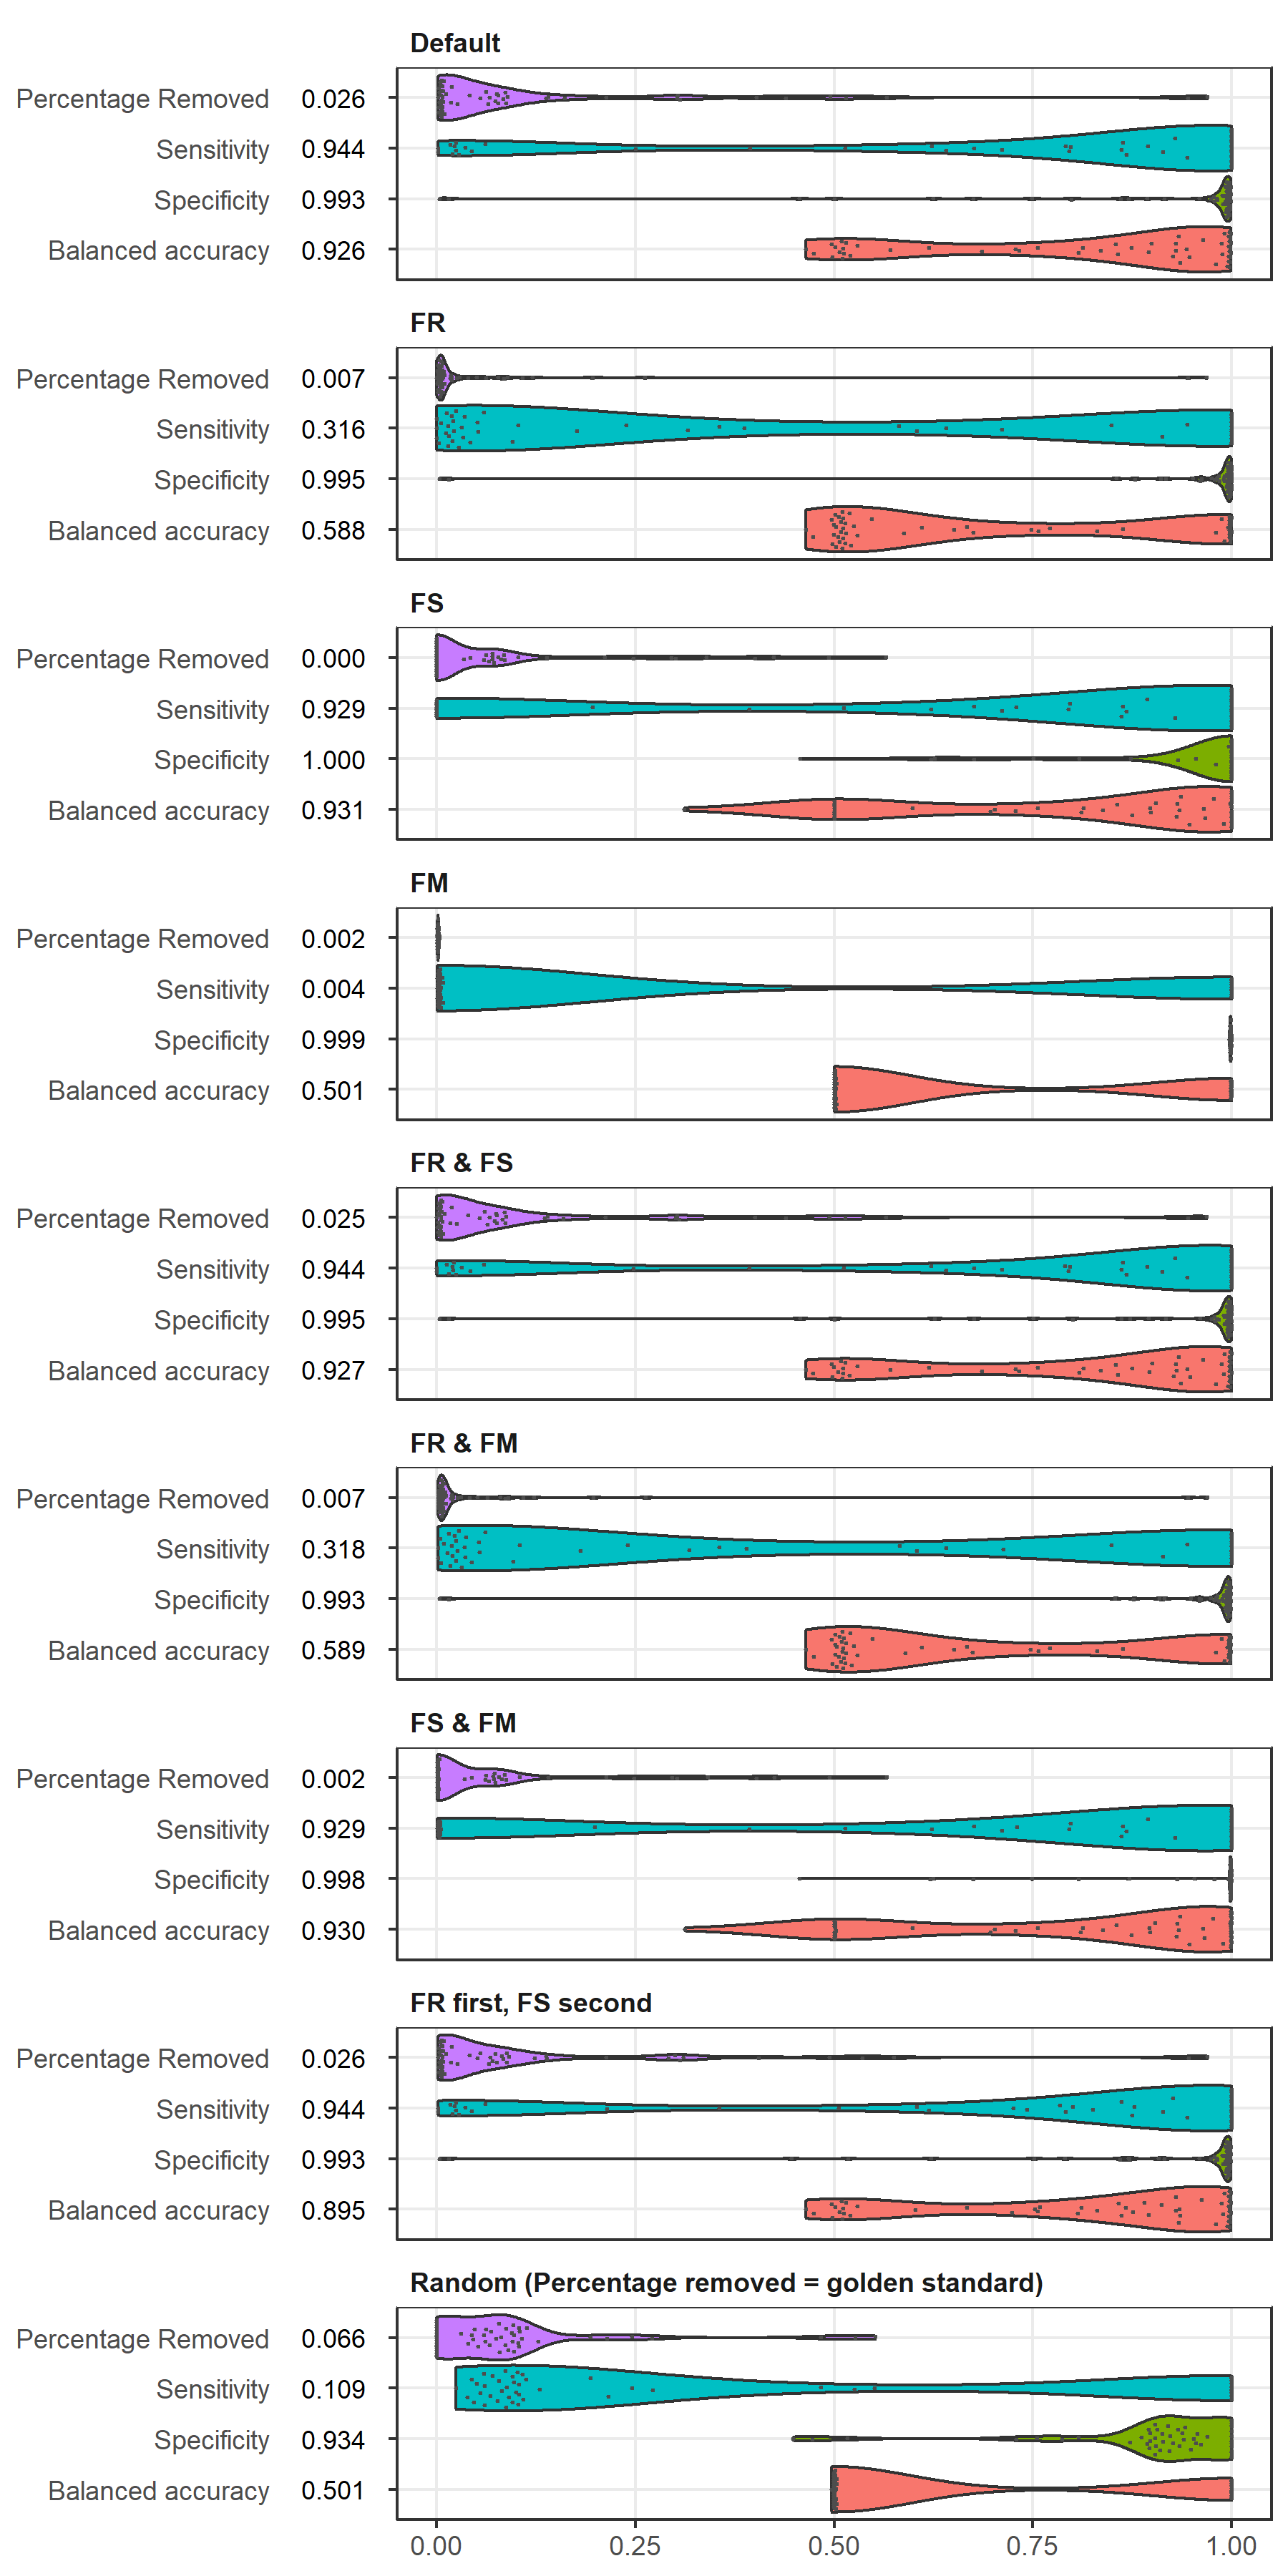 Default
Percentage Removed 0.026
Sensitivity 0.944
Specificity 0.993
Balanced accuracy 0.926
FR
Percentage Removed 0.007
Sensitivity 0.316
Specificity 0.995
Balanced accuracy 0.588
FS
Percentage Removed 0.000
Sensitivity 0.929
Specificity 1.000
Balanced accuracy 0.931
FM
Percentage Removed 0.002
Sensitivity 0.004
Specificity 0.999
Balanced accuracy 0.501
FR & FS
Percentage Removed 0.025
Sensitivity 0.944
Specificity 0.995
Balanced accuracy 0.927
FR & FM
Percentage Removed 0.007
Sensitivity 0.318
Specificity 0.993
Balanced accuracy 0.589
FS & FM
Percentage Removed 0.002
Sensitivity 0.929
Specificity 0.998
Balanced accuracy 0.930
FR first, FS second
Percentage Removed 0.026
Sensitivity 0.944
Specificity 0.993
Balanced accuracy 0.895
Random (Percentage removed = golden standard)
Percentage Removed 0.066
Sensitivity 0.109
Specificity 0.934
Balanced accuracy 0.501
0.00 0.25 0.50 0.75 1.00